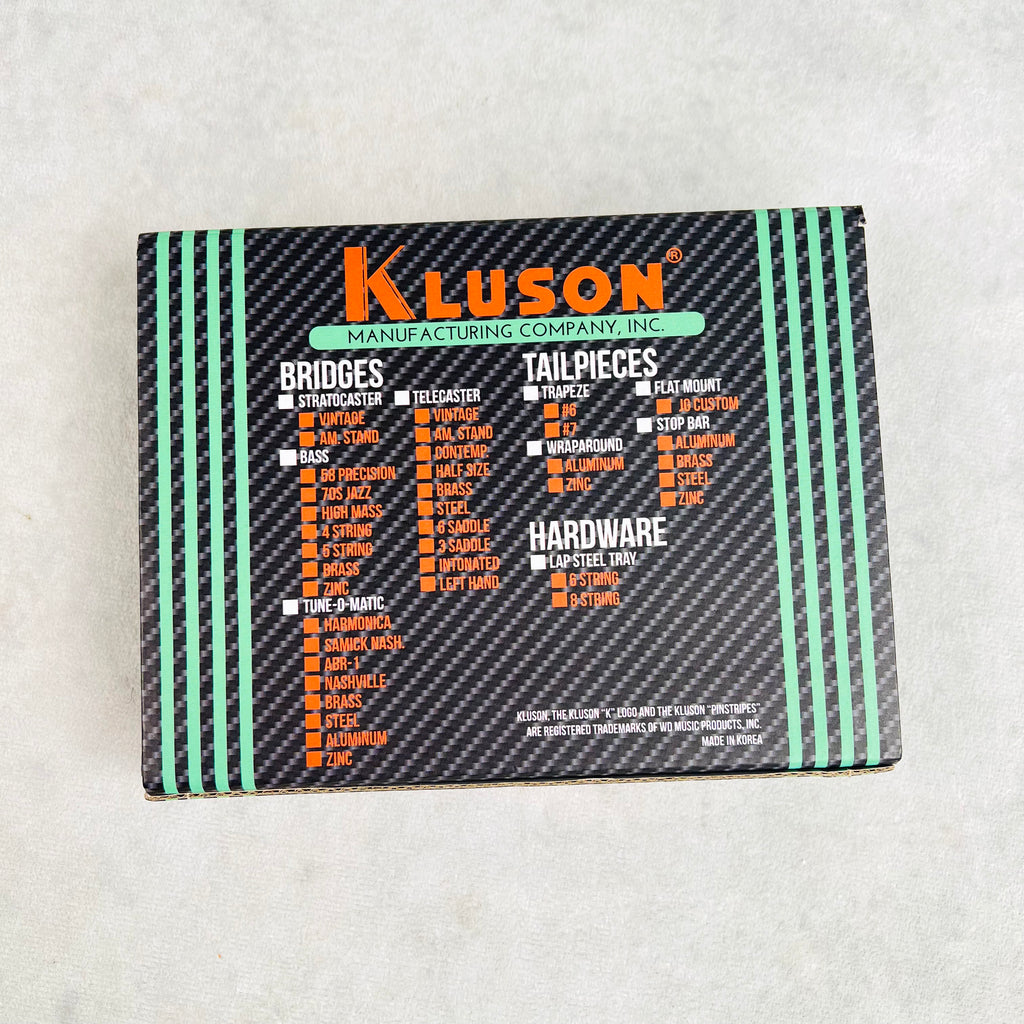 KLUSON®
MANUFACTURING COMPANY, INC.
BRIDGES
STRATOCASTER
VINTAGE
AM. STAND
BASS
58 PRECISION
70S JAZZ
HIGH MASS
4 STRING
5 STRING
BRASS
ZINC
TUNE-O-MATIC
HARMONICA
SAMICK NASH.
ABR-1
NASHVILLE
BRASS
STEEL
ALUMINUM
ZINC
TELECASTER
VINTAGE
AM. STAND
CONTEMP.
HALF SIZE
BRASS
STEEL
6 SADDLE
3 SADDLE
INTONATED
LEFT HAND
TAILPIECES
TRAPEZE
#6
#7
WRAPAROUND
ALUMINUM
ZINC
FLAT MOUNT
JG CUSTOM
STOP BAR
ALUMINUM
BRASS
STEEL
ZINC
HARDWARE
LAP STEEL TRAY
6 STRING
8 STRING
KLUSON, THE KLUSON "K" LOGO AND THE KLUSON "PINSTRIPES"
ARE REGISTERED TRADEMARKS OF WD MUSIC PRODUCTS, INC.
MADE IN KOREA